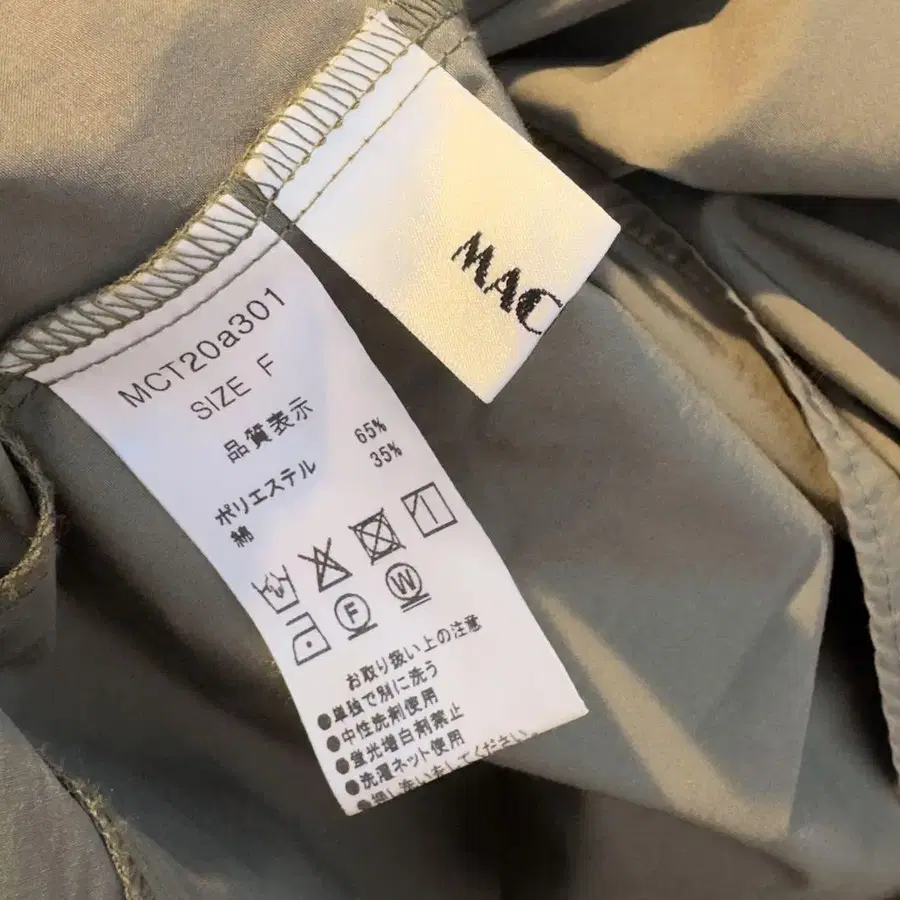 MAC
MCT20a301
SIZE F
品質表示
ポリエステル 65%
綿 35%
F W
お取り扱い上の注意
●単独で別に洗う
●中性洗剤使用
●蛍光増白剤禁止
●洗濯ネット使用